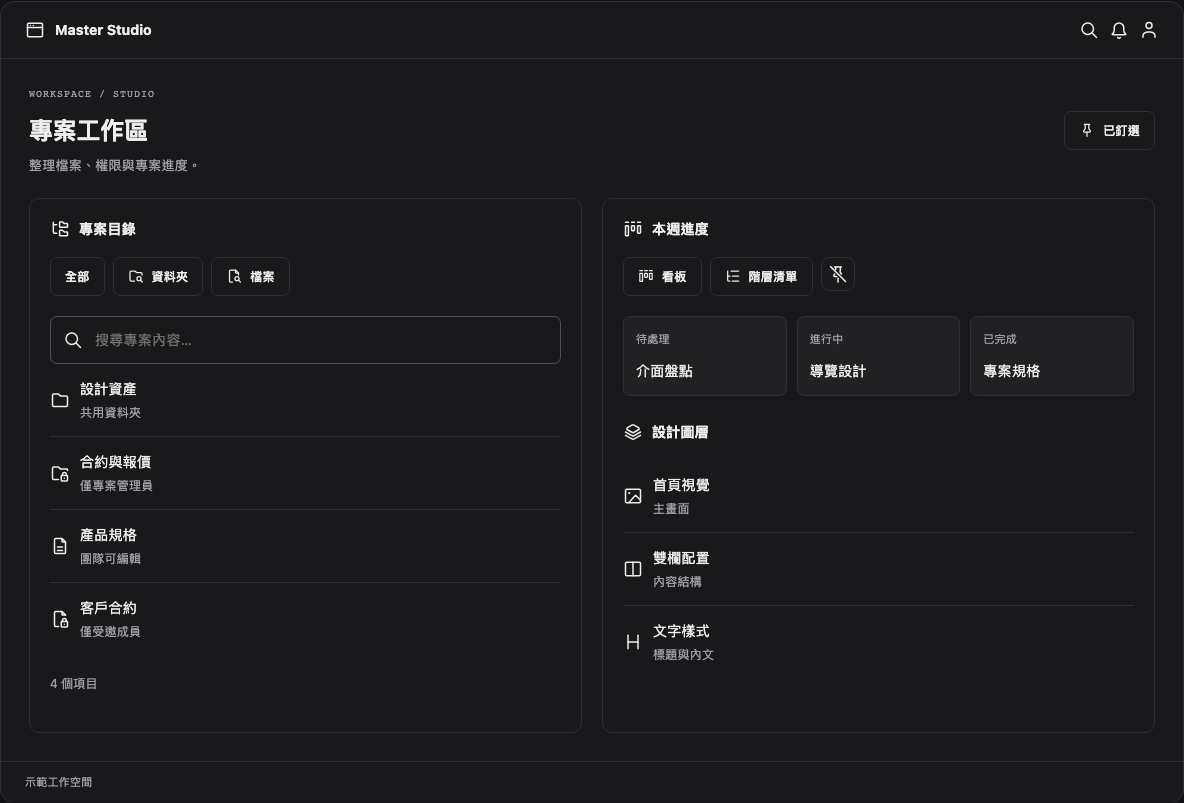 Master Studio
WORKSPACE / STUDIO
專案工作區
整理檔案、權限與專案進度。
已釘選
專案目錄
全部
資料夾
檔案
搜尋專案內容...
設計資產
共用資料夾
合約與報價
僅專案管理員
產品規格
團隊可編輯
客戶合約
僅受邀成員
4 個項目
本週進度
看板
階層清單
待處理
介面盤點
進行中
導覽設計
已完成
專案規格
設計圖層
首頁視覺
主畫面
雙欄配置
內容結構
文字樣式
標題與內文
示範工作空間